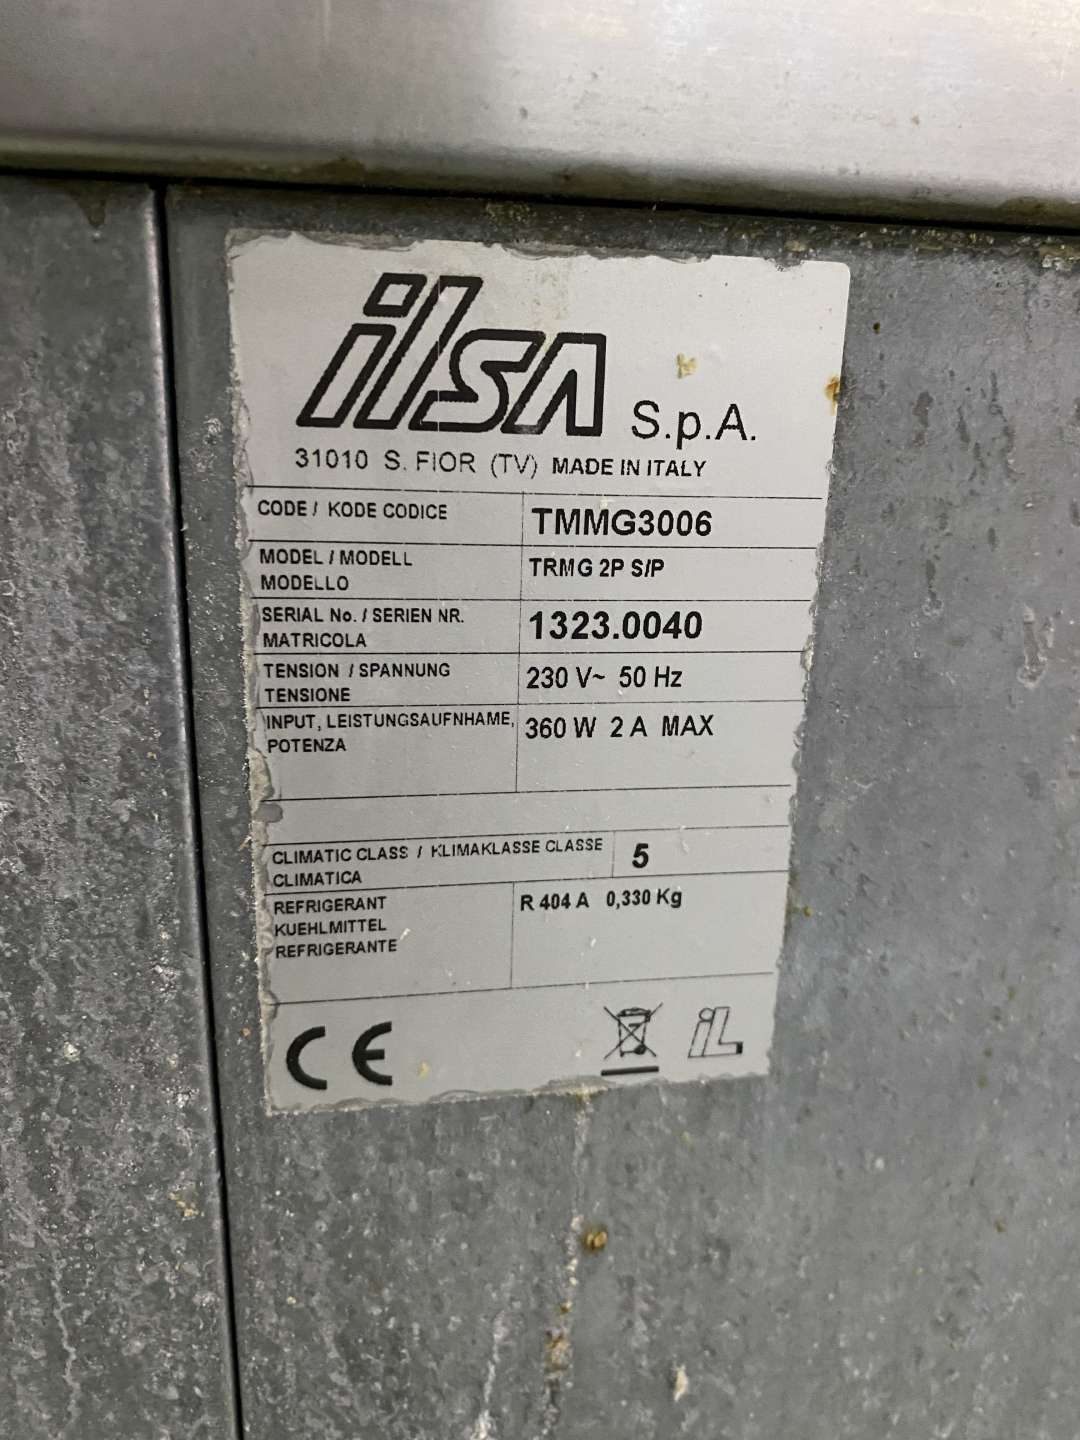 ilsa S.p.A.
31010 S. FIOR (TV) MADE IN ITALY
CODE / KODE CODICE TMMG3006
MODEL / MODELL
MODELLO TRMG 2P S/P
SERIAL No. / SERIEN NR.
MATRICOLA 1323.0040
TENSION / SPANNUNG
TENSIONE 230 V~ 50 Hz
INPUT, LEISTUNGSAUFNHAME,
POTENZA 360 W 2 A MAX
CLIMATIC CLASS / KLIMAKLASSE CLASSE
CLIMATICA 5
REFRIGERANT R 404 A 0,330 Kg
KUEHLMITTEL
REFRIGERANTE
CE iL